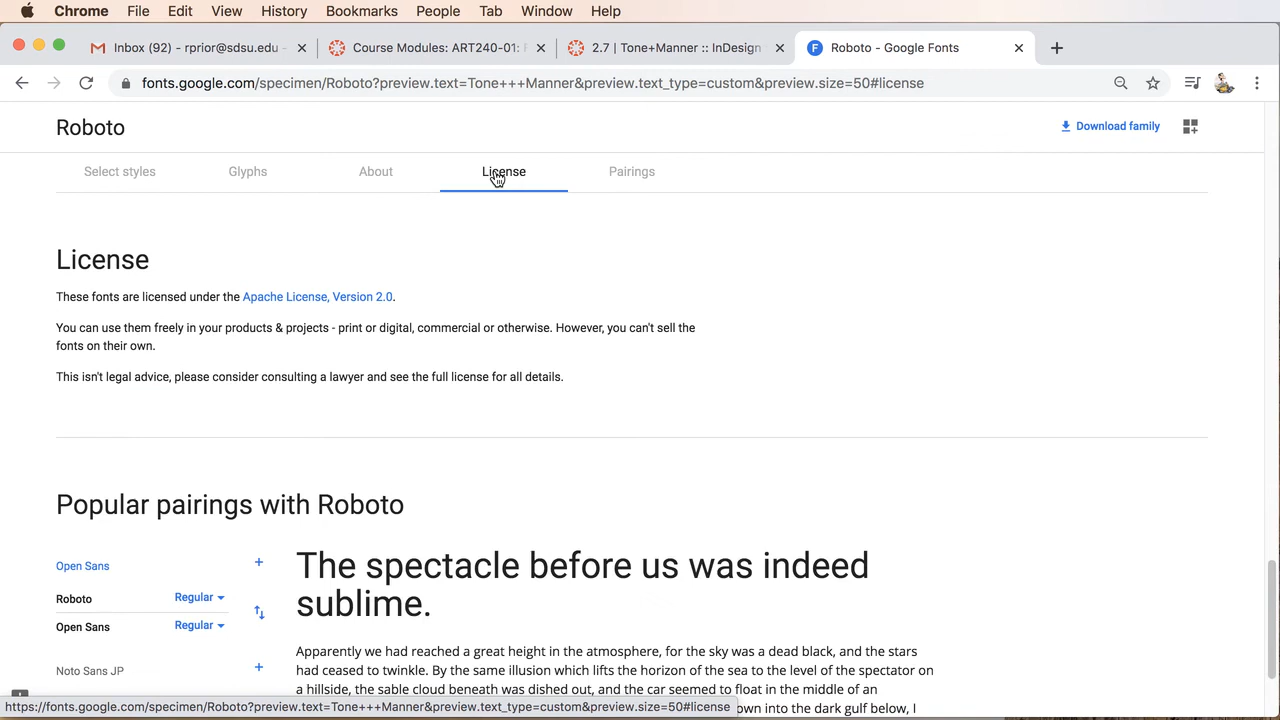 Chrome File Edit View History Bookmarks People Tab Window Help
Inbox (92) - rprior@sdsu.edu - Course Modules: ART240-01: 2.7 | Tone+Manner :: InDesign Roboto - Google Fonts
fonts.google.com/specimen/Roboto?preview.text=Tone+++Manner&preview.text_type=custom&preview.size=50#license
Roboto Download family
Select styles Glyphs About License Pairings
License
These fonts are licensed under the Apache License, Version 2.0.
You can use them freely in your products & projects - print or digital, commercial or otherwise. However, you can't sell the
fonts on their own.
This isn't legal advice, please consider consulting a lawyer and see the full license for all details.
Popular pairings with Roboto
Open Sans
Roboto Regular
Open Sans Regular
Noto Sans JP
The spectacle before us was indeed
sublime.
Apparently we had reached a great height in the atmosphere, for the sky was a dead black, and the stars
had ceased to twinkle. By the same illusion which lifts the horizon of the sea to the level of the spectator on
a hillside, the sable cloud beneath was dished out, and the car seemed to float in the middle of an
down into the dark gulf below, I
https://fonts.google.com/specimen/Roboto?preview.text=Tone+++Manner&preview.text_type=custom&preview.size=50#license